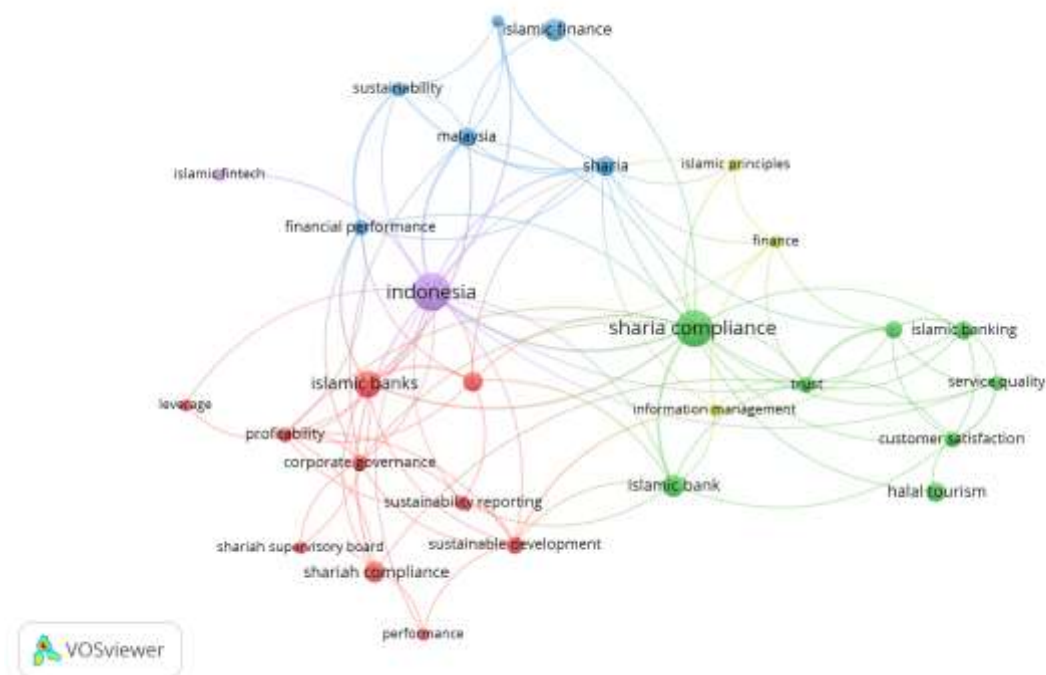 islamic finance
sustainability
malaysia
sharia
islamic principles
islamic fintech
financial performance
finance
indonesia
sharia compliance
islamic banking
islamic banks
trust
service quality
leverage
information management
profitability
customer satisfaction
corporate governance
islamic bank
halal tourism
sustainability reporting
shariah supervisory board
sustainable development
shariah compliance
performance
VOSviewer